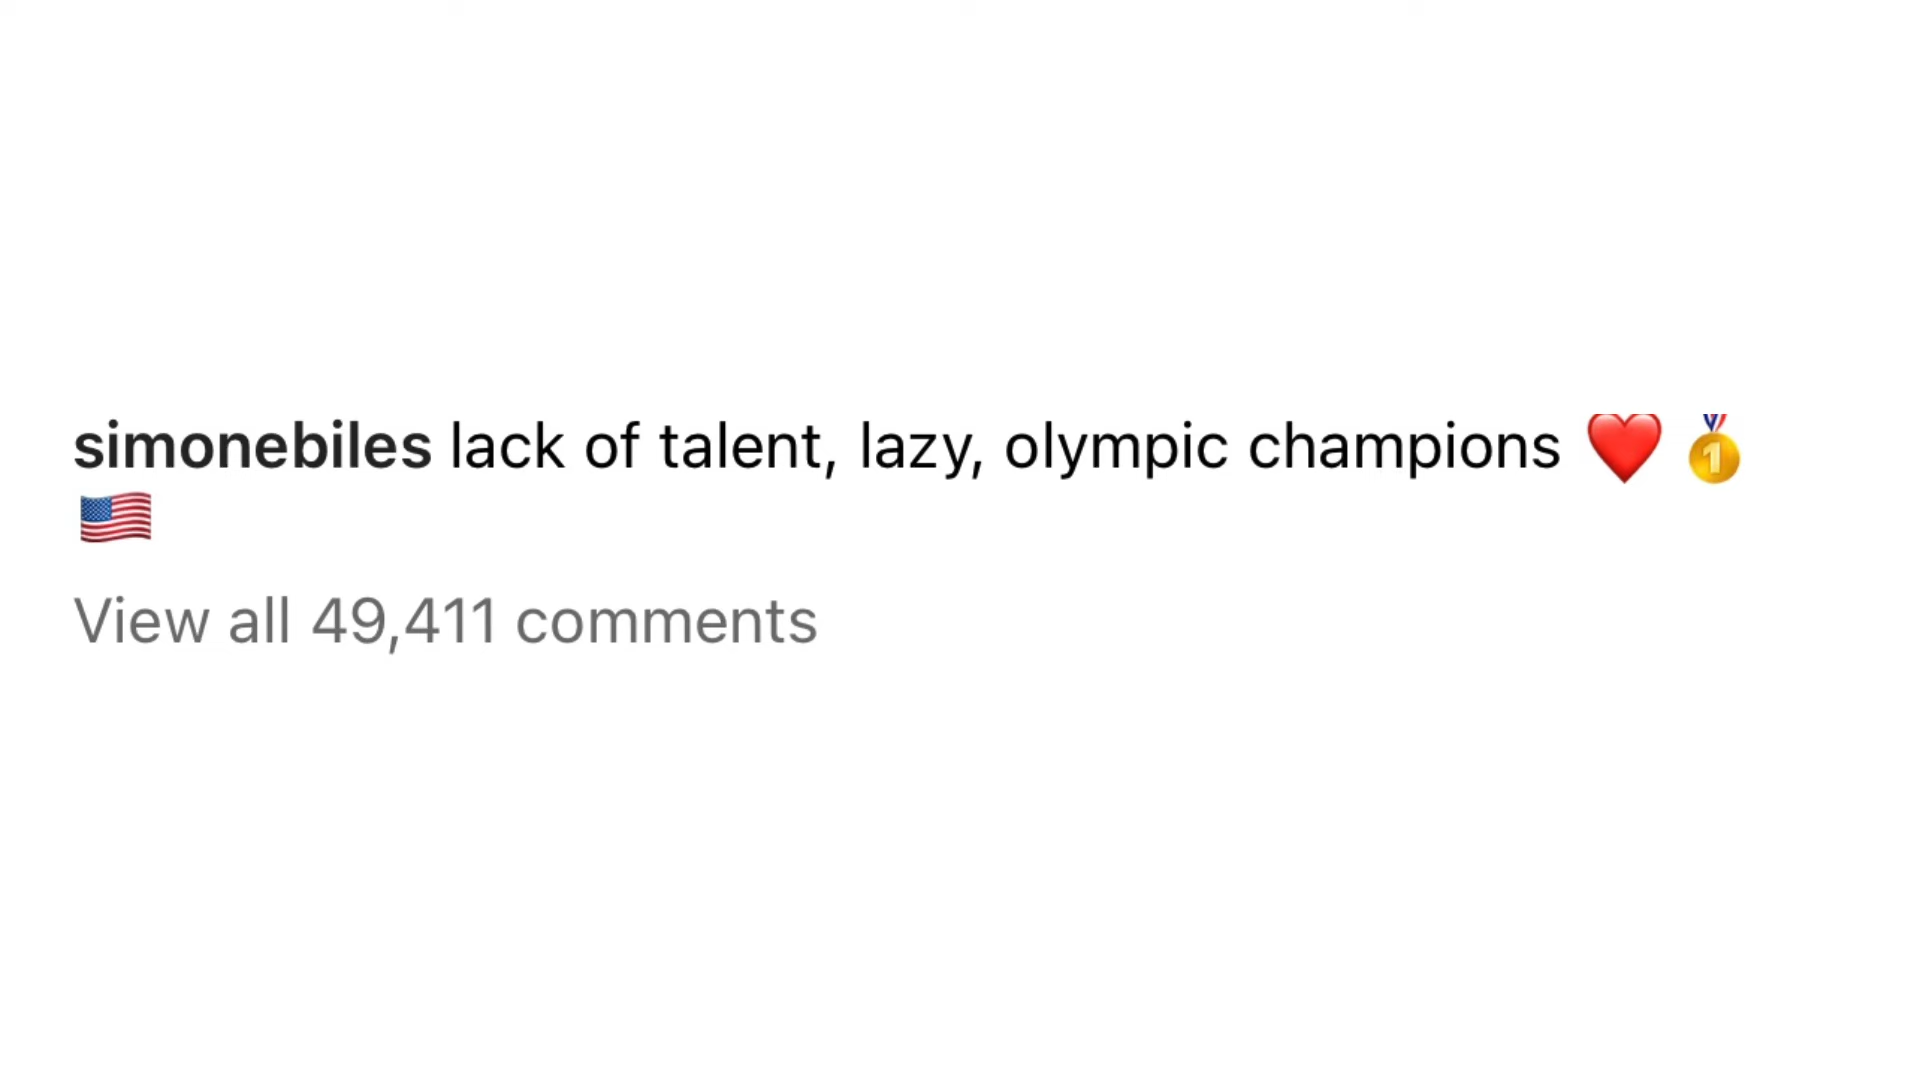 simonebiles lack of talent, lazy, olympic champions ❤️🥇
🇺🇸
View all 49,411 comments